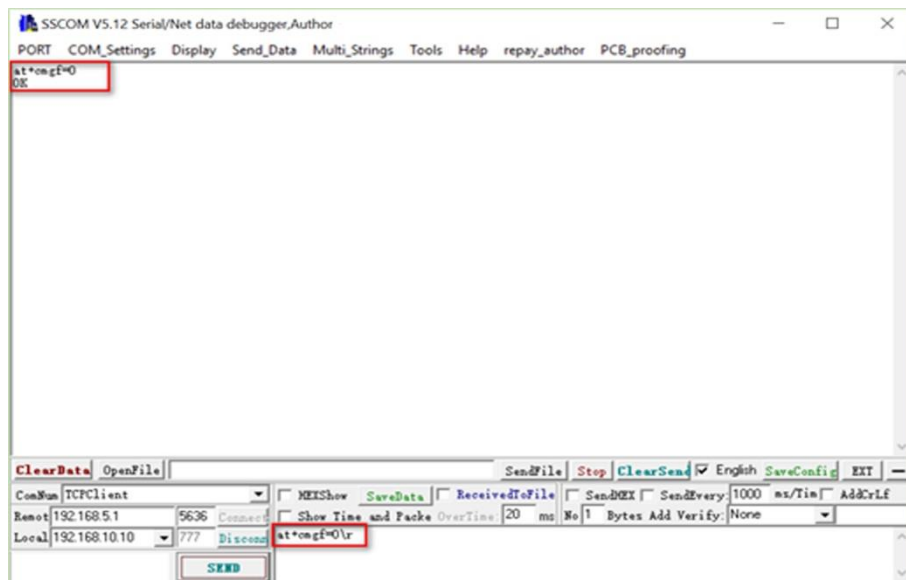 SSCOM V5.12 Serial/Net data debugger,Author
PORT COM_Settings Display Send_Data Multi_Strings Tools Help repay_author PCB_proofing
at+cmgf=0
OK
ClearData OpenFile SendFile Stop ClearSend English SaveConfig EXT
ComNum TCPClient HEXShow SaveData ReceivedToFile SendHEX SendEvery: 1000 ms/Tim AddCrLf
Remot 192.168.5.1 5636 Connect Show Time and Packe OverTime: 20 ms No 1 Bytes Add Verify: None
Local 192.168.10.10 777 Discons at+cmgf=0\r
SEND